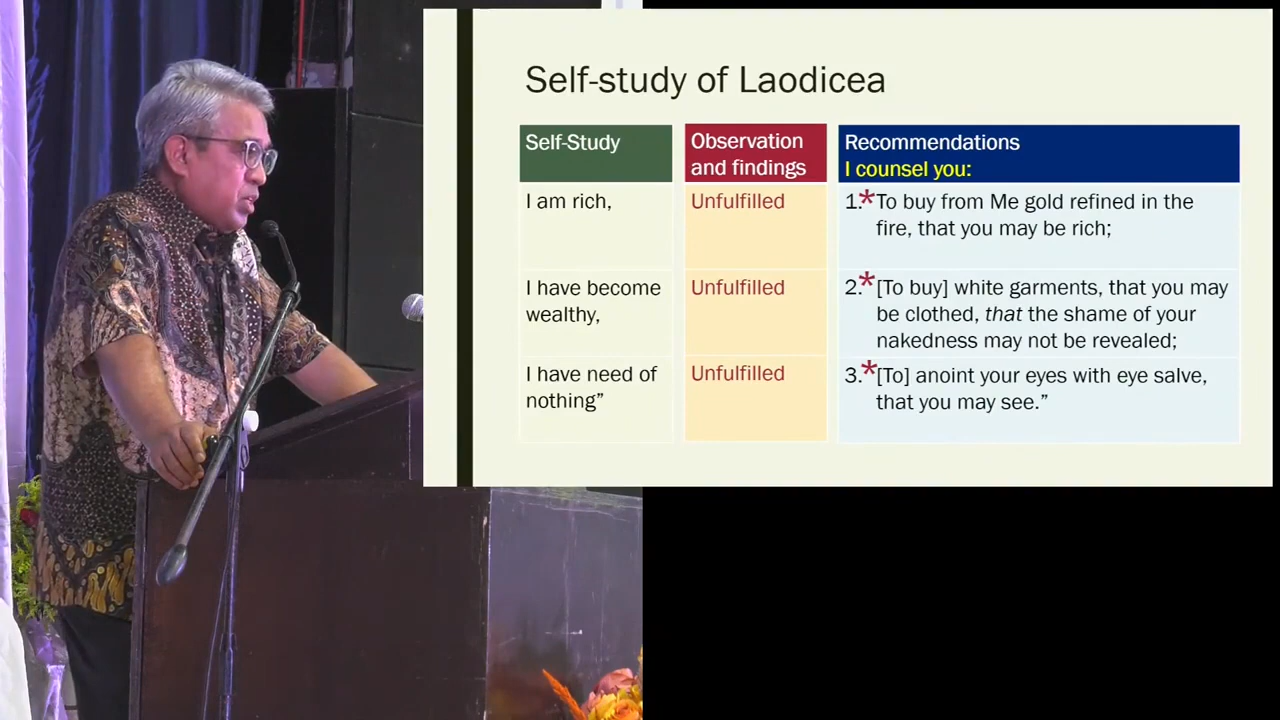 Self-study of Laodicea
Self-Study
Observation
and findings
Recommendations
I counsel you:
I am rich,
Unfulfilled
1.*To buy from Me gold refined in the
fire, that you may be rich;
I have become
wealthy,
Unfulfilled
2.*[To buy] white garments, that you may
be clothed, that the shame of your
nakedness may not be revealed;
I have need of
nothing”
Unfulfilled
3.*[To] anoint your eyes with eye salve,
that you may see.”